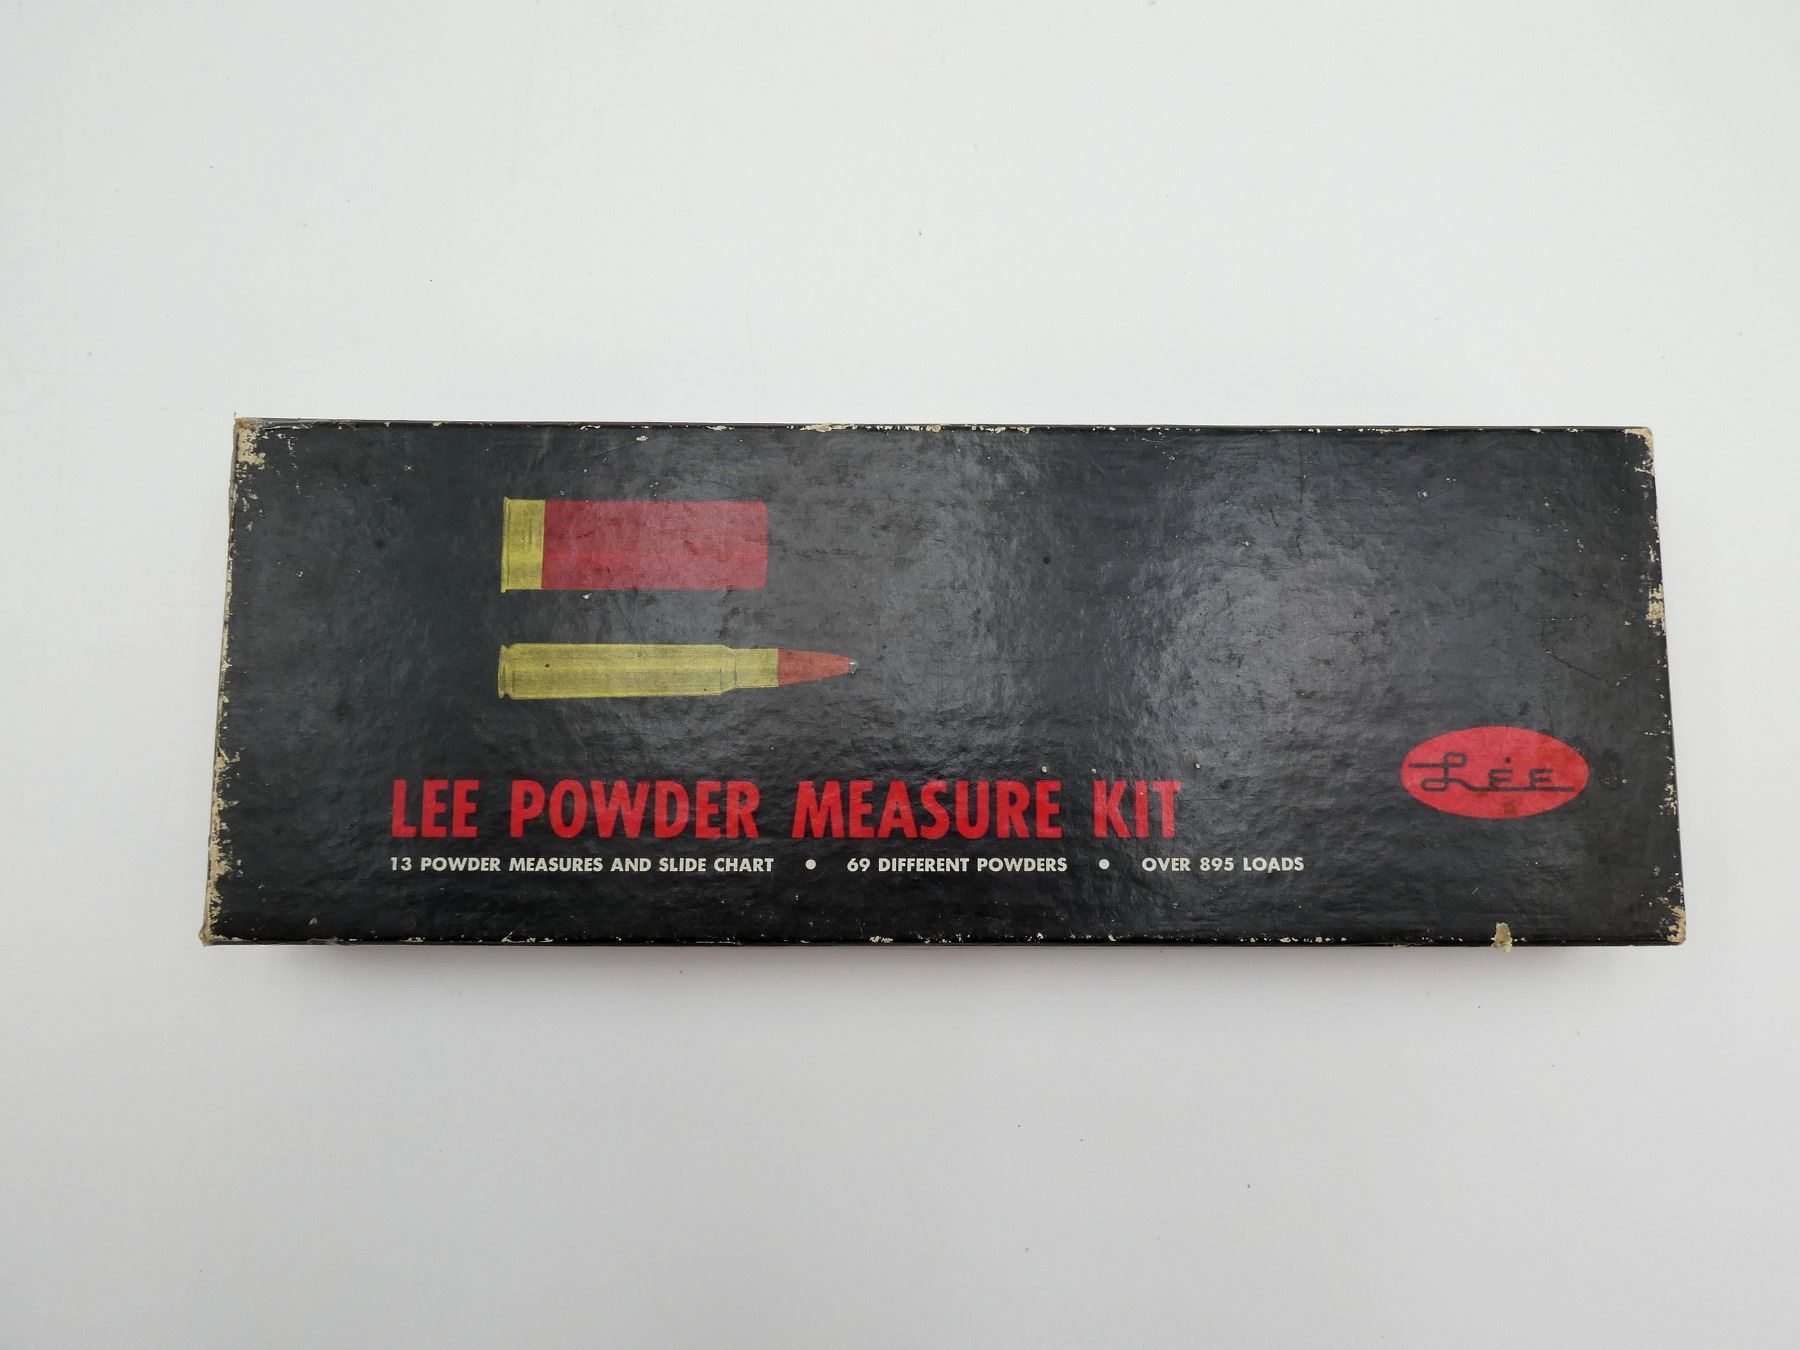 LEE POWDER MEASURE KIT
13 POWDER MEASURES AND SLIDE CHART • 69 DIFFERENT POWDERS • OVER 895 LOADS
Lee